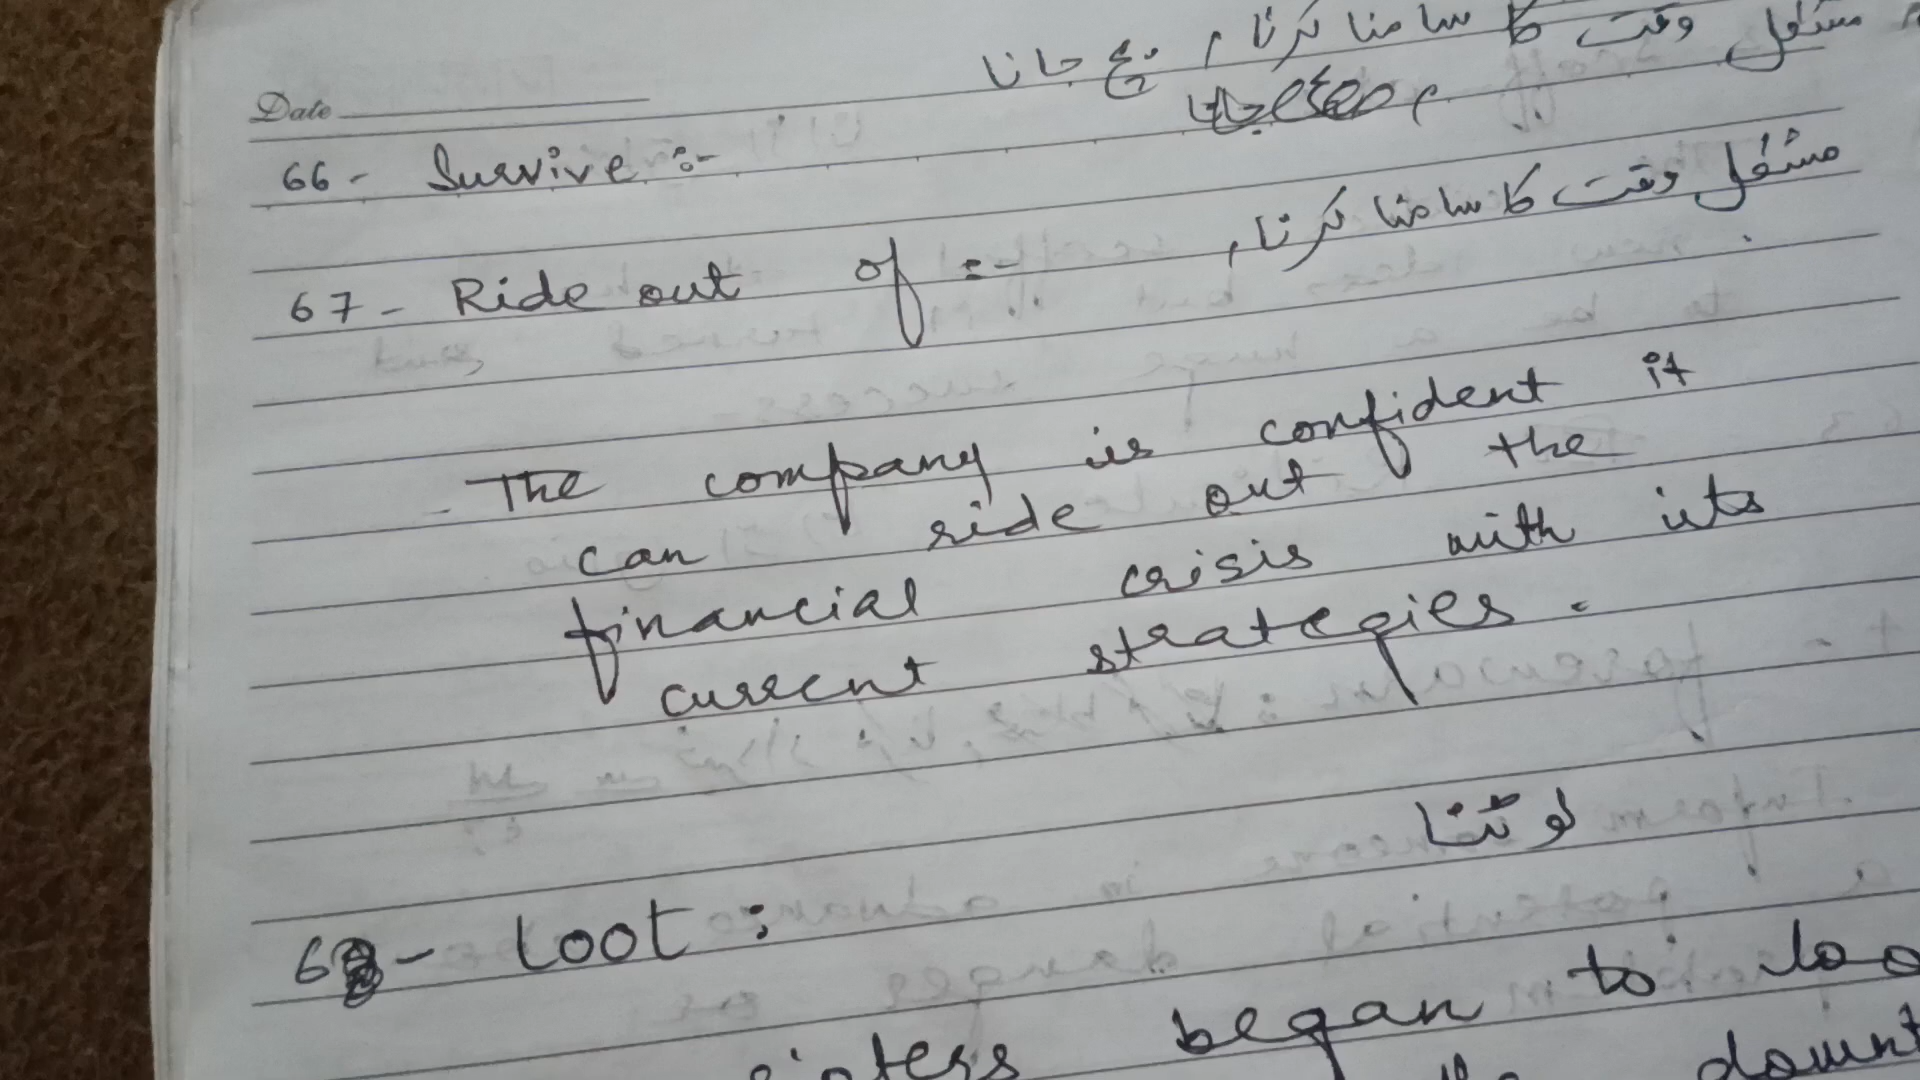 مشکل وقت کا سامنا کرنا، بچ جانا
Date
66- Survive :-
مشکل وقت کا سامنا کرنا،
67- Ride out of :-
The company is confident it
can ride out the
financial crisis with its
current strategies.
لوٹنا
68- Loot:
began to loo